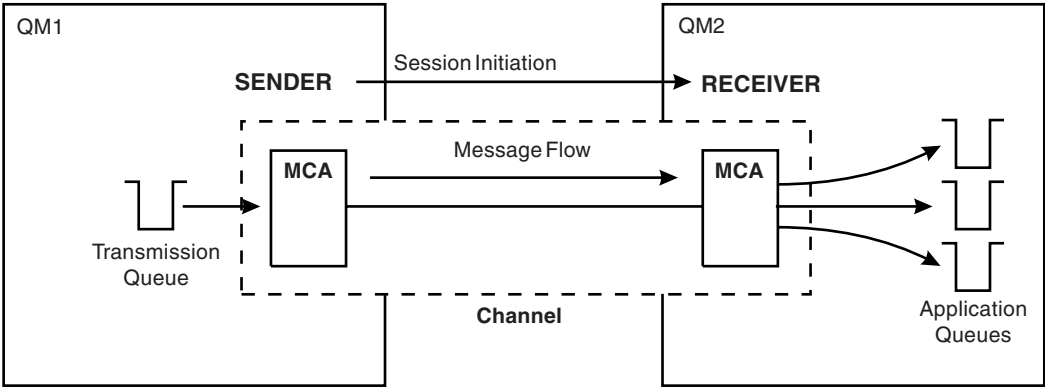 QM1
QM2
Session Initiation
SENDER
RECEIVER
Message Flow
MCA
MCA
Transmission
Queue
Channel
Application
Queues